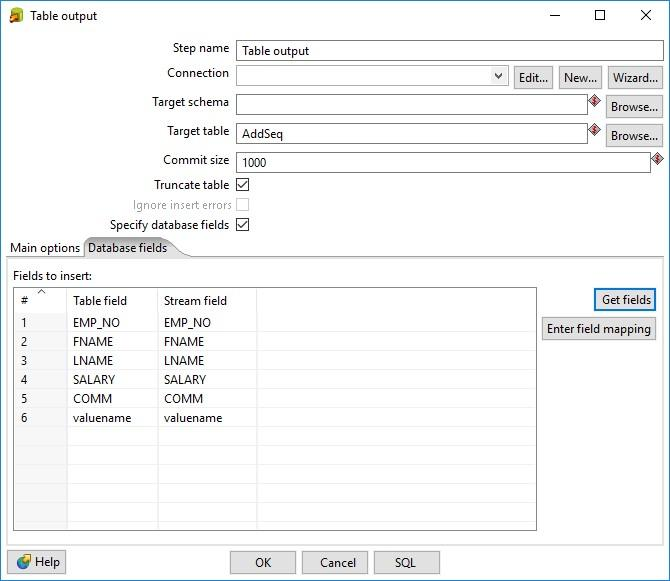 Table output
Step name Table output
Connection Edit... New... Wizard...
Target schema Browse...
Target table AddSeq Browse...
Commit size 1000
Truncate table
Ignore insert errors
Specify database fields
Main options Database fields
Fields to insert:
# Table field Stream field
1 EMP_NO EMP_NO
2 FNAME FNAME
3 LNAME LNAME
4 SALARY SALARY
5 COMM COMM
6 valuename valuename
Get fields
Enter field mapping
Help OK Cancel SQL